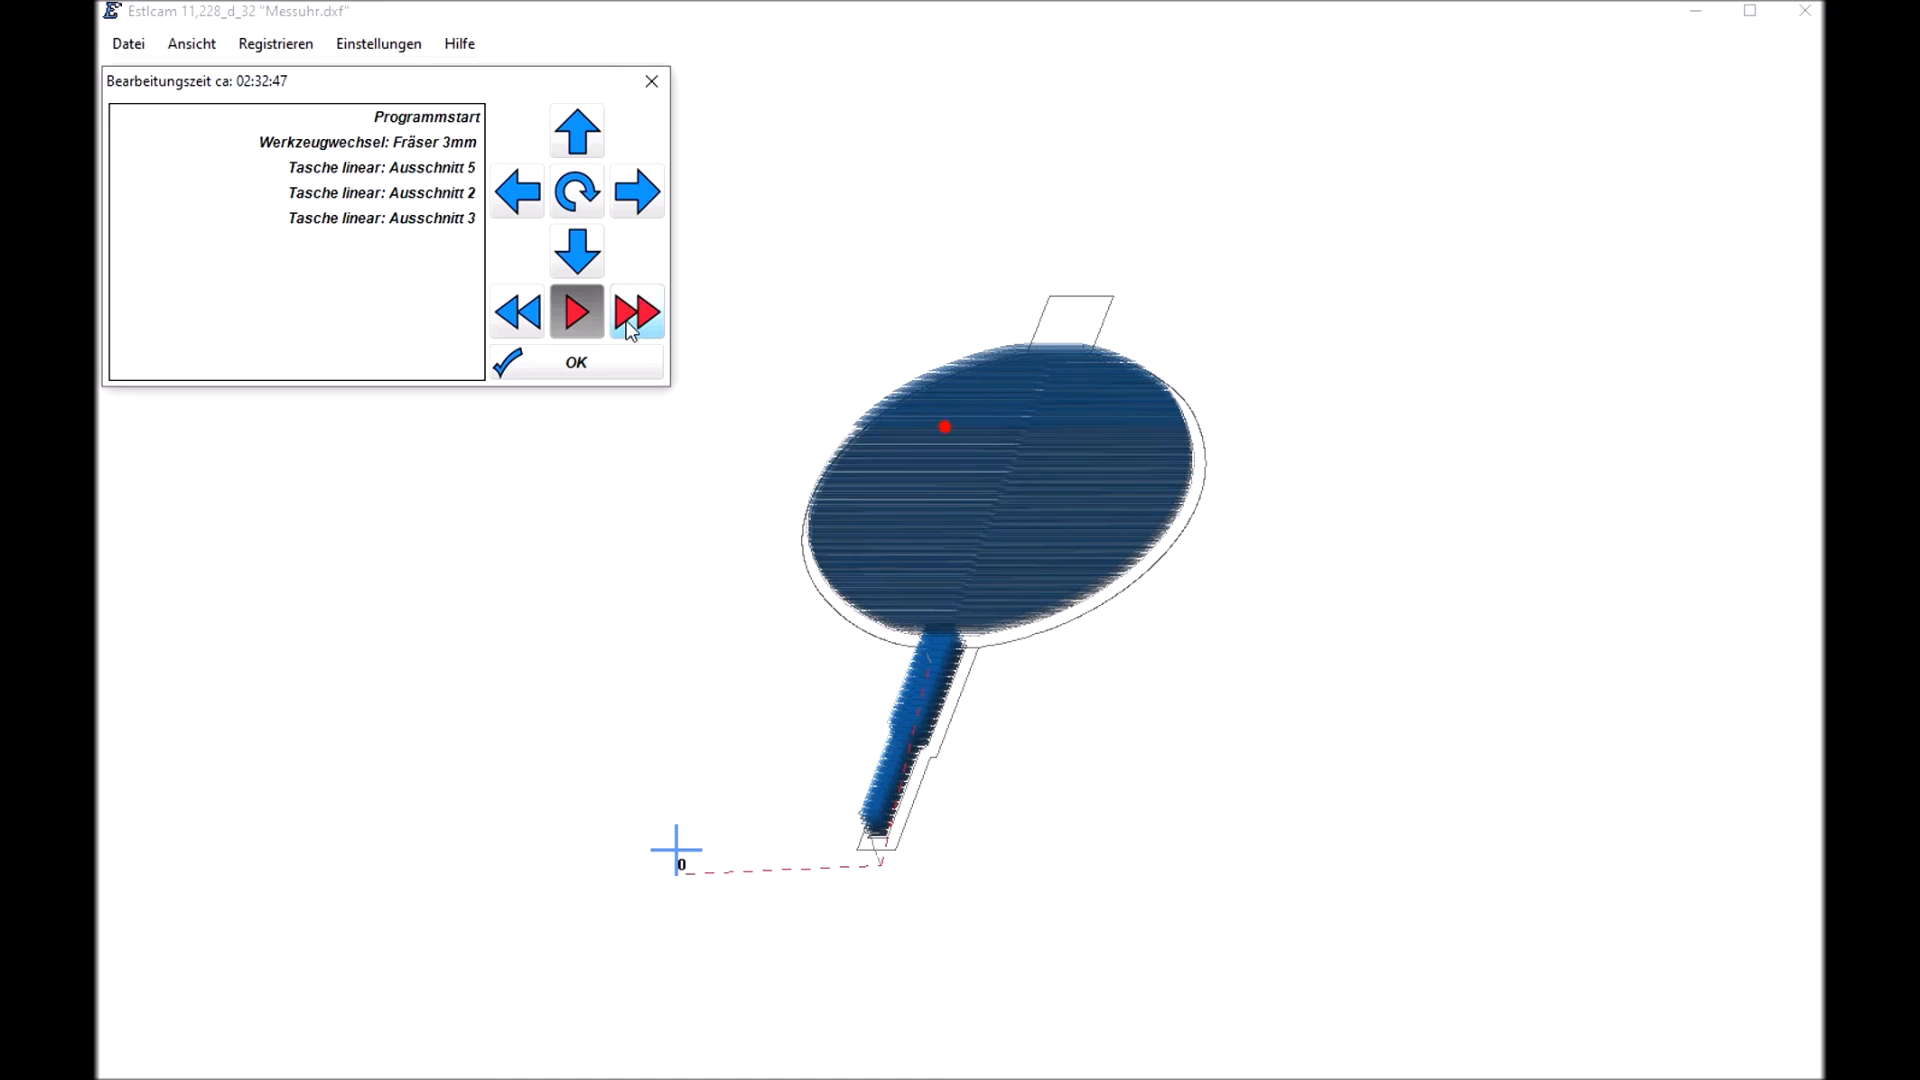 Estlcam 11,228_d_32 "Messuhr.dxf"
Datei Ansicht Registrieren Einstellungen Hilfe
Bearbeitungszeit ca: 02:32:47
Programmstart
Werkzeugwechsel: Fräser 3mm
Tasche linear: Ausschnitt 5
Tasche linear: Ausschnitt 2
Tasche linear: Ausschnitt 3
OK
0